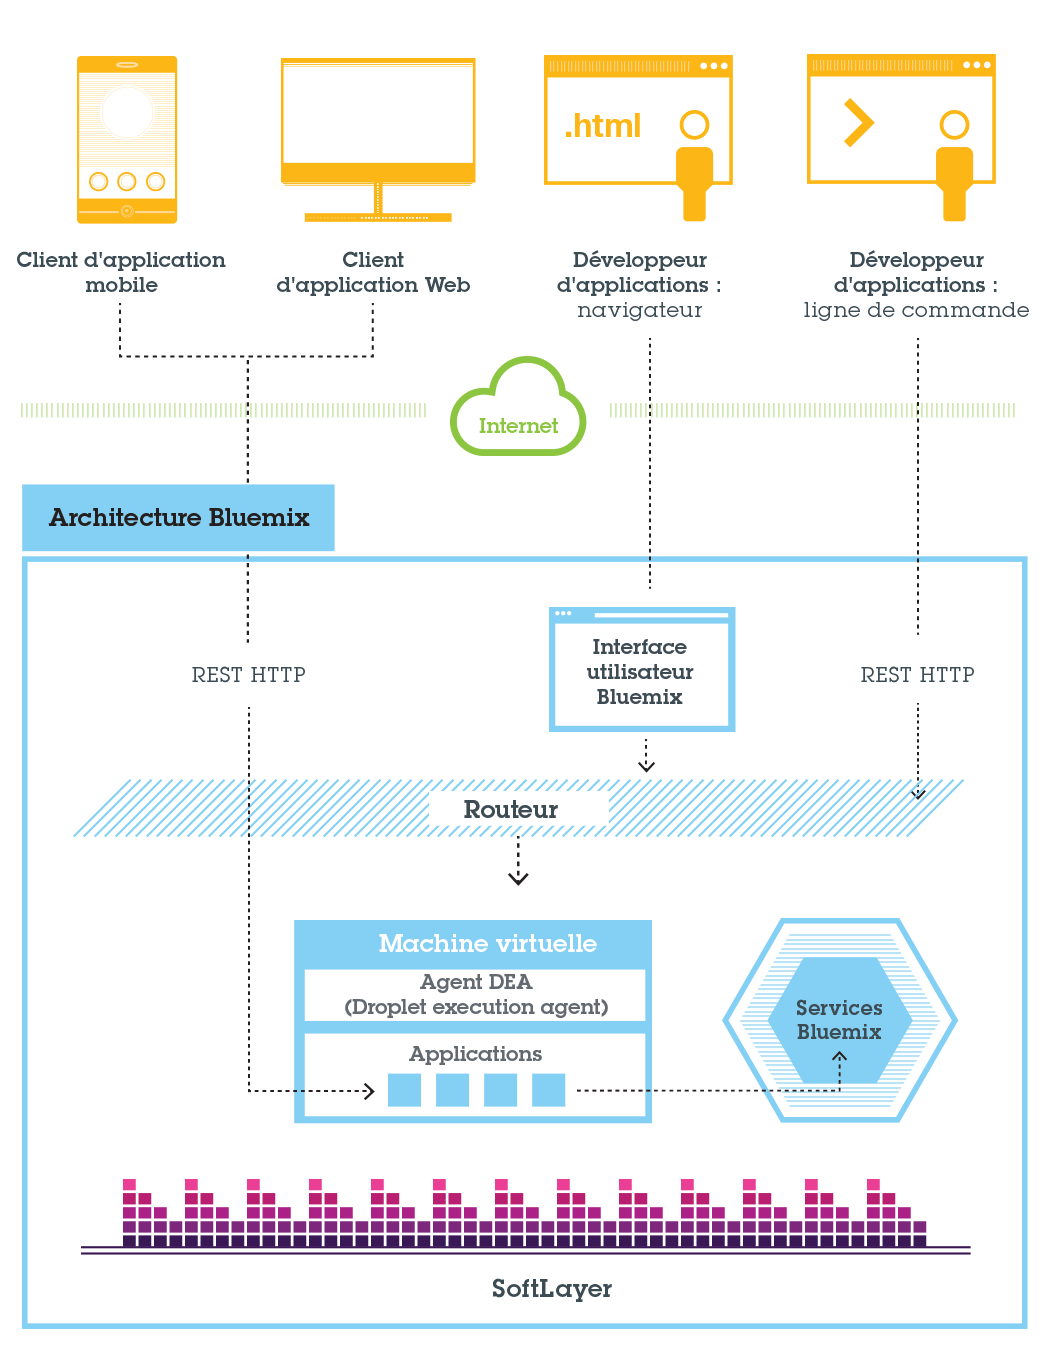 .html
Client d'application
mobile
Client
d'application Web
Développeur
d'applications :
navigateur
Développeur
d'applications :
ligne de commande
Internet
Architecture Bluemix
REST HTTP
Interface
utilisateur
Bluemix
REST HTTP
Routeur
Machine virtuelle
Agent DEA
(Droplet execution agent)
Applications
Services
Bluemix
SoftLayer